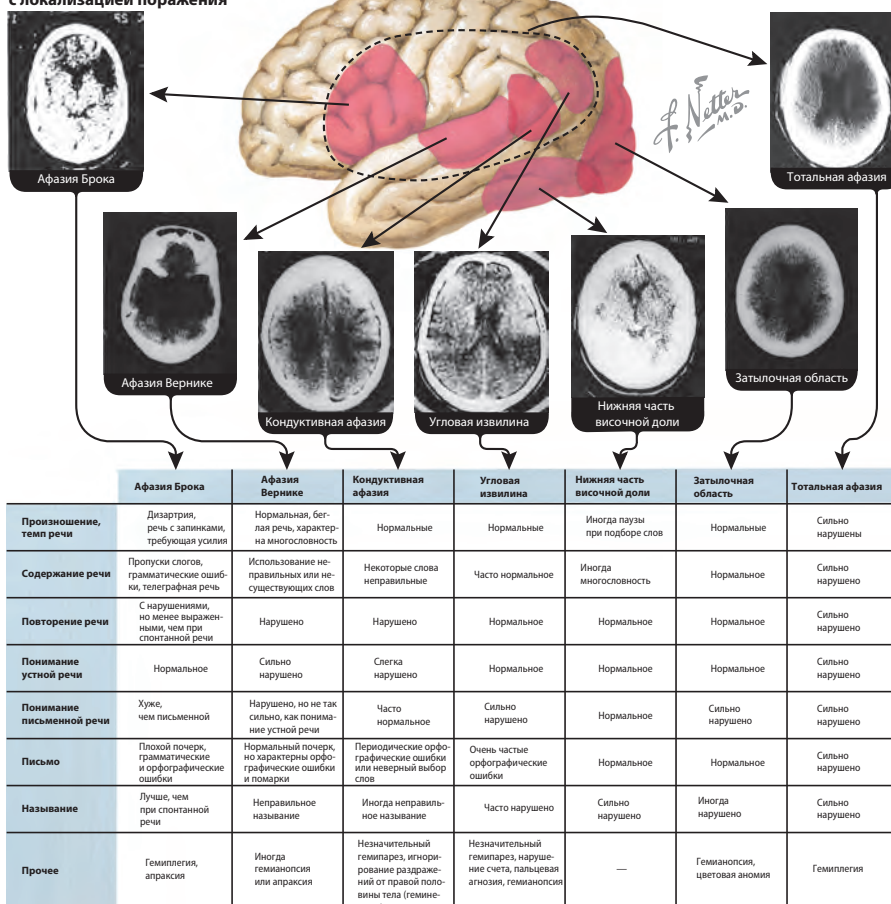 с локализацией поражения
F. Netter
M.D.
Афазия Брока
Тотальная афазия
Афазия Вернике
Кондуктивная афазия
Угловая извилина
Нижняя часть
височной доли
Затылочная область
Афазия Брока
Афазия
Вернике
Кондуктивная
афазия
Угловая
извилина
Нижняя часть
височной доли
Затылочная
область
Тотальная афазия
Произношение,
темп речи
Дизартрия,
речь с запинками,
требующая усилия
Нормальная, бег-
лая речь, характер-
на многословность
Нормальные
Нормальные
Иногда паузы
при подборе слов
Нормальные
Сильно
нарушены
Содержание речи
Пропуски слогов,
грамматические ошиб-
ки, телеграфная речь
Использование не-
правильных или не-
существующих слов
Некоторые слова
неправильные
Часто нормальное
Иногда
многословность
Нормальное
Сильно
нарушено
Повторение речи
С нарушениями,
но менее выражен-
ными, чем при
спонтанной речи
Нарушено
Нарушено
Нормальное
Нормальное
Нормальное
Сильно
нарушено
Понимание
устной речи
Нормальное
Сильно
нарушено
Слегка
нарушено
Нормальное
Нормальное
Нормальное
Сильно
нарушено
Понимание
письменной речи
Хуже,
чем письменной
Нарушено, но не так
сильно, как понима-
ние устной речи
Часто
нормальное
Сильно
нарушено
Нормальное
Сильно
нарушено
Сильно
нарушено
Письмо
Плохой почерк,
грамматические
и орфографические
ошибки
Нормальный почерк,
но характерны орфо-
графические ошибки
и помарки
Периодические орфо-
графические ошибки
или неверный выбор
слов
Очень частые
орфографические
ошибки
Нормальное
Нормальное
Сильно
нарушено
Называние
Лучше, чем
при спонтанной
речи
Неправильное
называние
Иногда неправиль-
ное называние
Часто нарушено
Сильно
нарушено
Иногда
нарушено
Сильно
нарушено
Прочее
Гемиплегия,
апраксия
Иногда
гемианопсия
или апраксия
Незначительный
гемипарез, игнори-
рование раздраже-
ний от правой поло-
вины тела (гемине-
Незначительный
гемипарез, наруше-
ние счета, пальцевая
агнозия, гемианопсия
—
Гемианопсия,
цветовая аномия
Гемиплегия